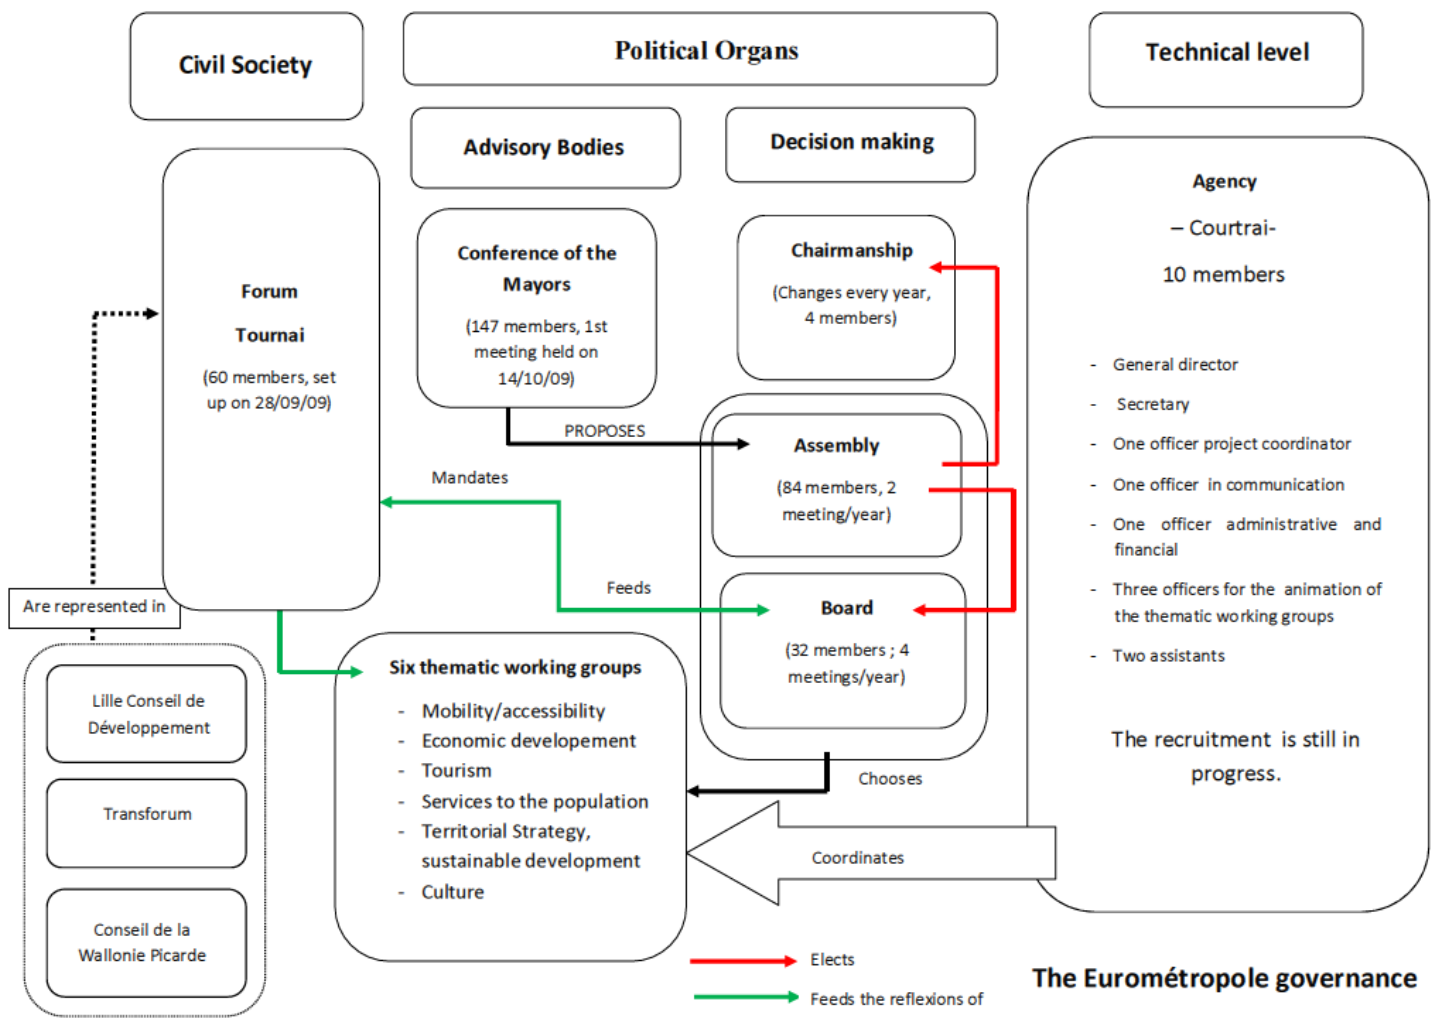 Civil Society
Political Organs
Technical level
Advisory Bodies
Decision making
Forum
Tournai
(60 members, set
up on 28/09/09)
Conference of the
Mayors
(147 members, 1st
meeting held on
14/10/09)
Chairmanship
(Changes every year,
4 members)
PROPOSES
Assembly
(84 members, 2
meeting/year)
Mandates
Feeds
Board
(32 members ; 4
meetings/year)
Agency
– Courtrai-
10 members
- General director
- Secretary
- One officer project coordinator
- One officer in communication
- One officer administrative and
financial
- Three officers for the animation of
the thematic working groups
- Two assistants
The recruitment is still in
progress.
Are represented in
Lille Conseil de
Développement
Transforum
Conseil de la
Wallonie Picarde
Six thematic working groups
- Mobility/accessibility
- Economic developement
- Tourism
- Services to the population
- Territorial Strategy,
sustainable development
- Culture
Chooses
Coordinates
Elects
Feeds the reflexions of
The Eurométropole governance